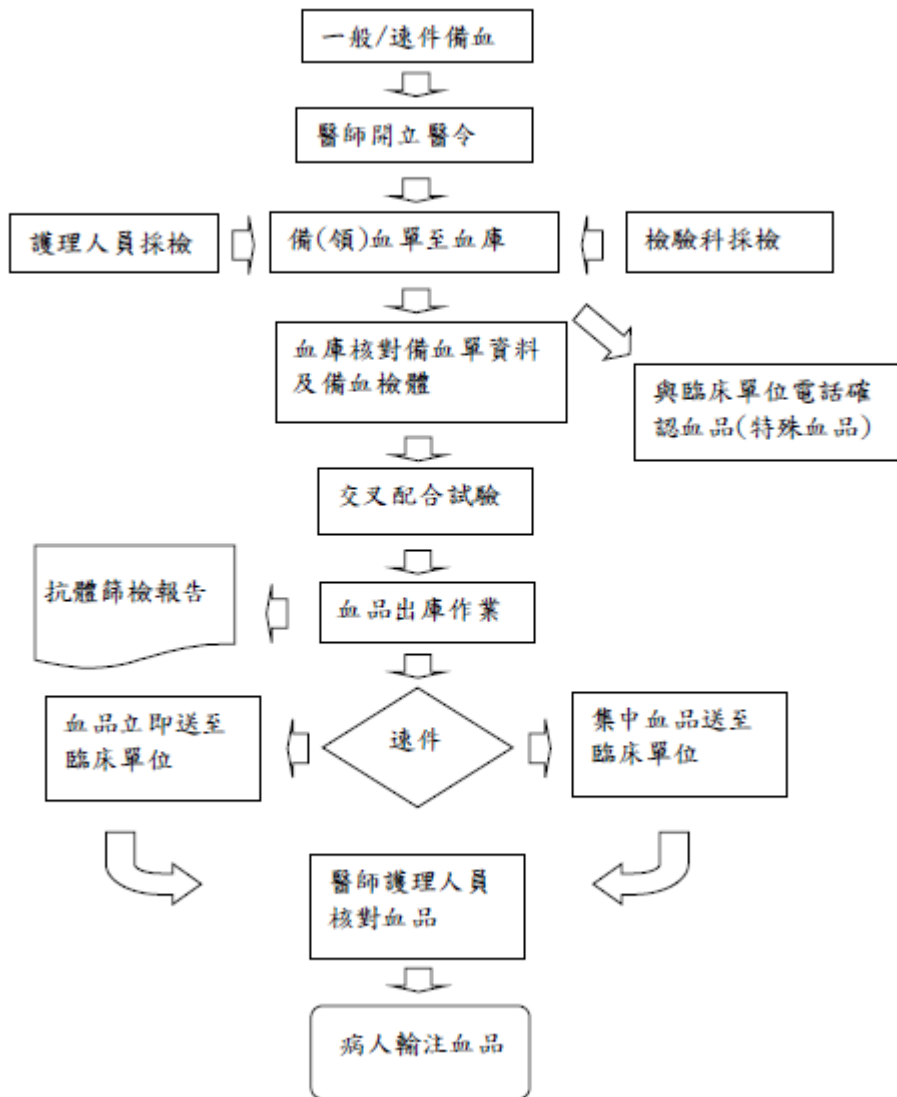 一般/速件備血
醫師開立醫令
護理人員採檢
備(領)血單至血庫
檢驗科採檢
血庫核對備血單資料
及備血檢體
與臨床單位電話確
認血品(特殊血品)
交叉配合試驗
抗體篩檢報告
血品出庫作業
血品立即送至
臨床單位
速件
集中血品送至
臨床單位
醫師護理人員
核對血品
病人輸注血品